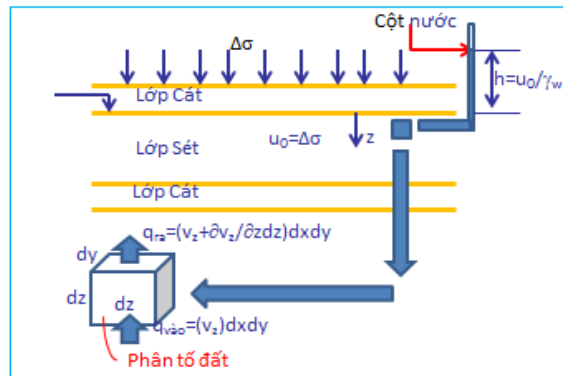 Cột nước
Δσ
h=u₀/γw
Lớp Cát
u₀=Δσ
z
Lớp Sét
Lớp Cát
qra=(vz+∂vz/∂zdz)dxdy
dy
dz
dz
qvào=(vz)dxdy
Phân tố đất